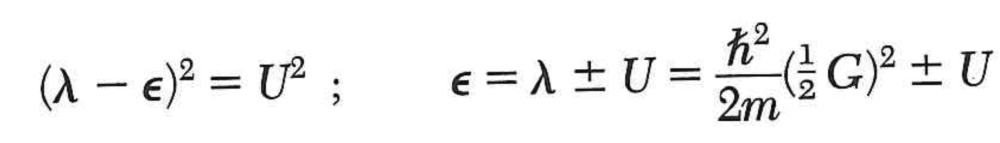 (λ − ϵ)² = U² ;  ϵ = λ ± U = ħ²/2m (½ G)² ± U